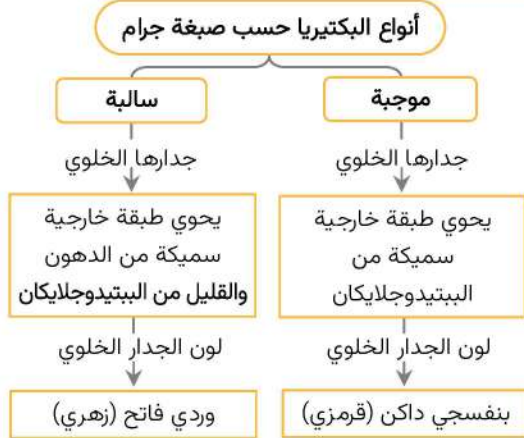 أنواع البكتيريا حسب صبغة جرام
موجبة
جدارها الخلوي
يحوي طبقة خارجية
سميكة من
الببتيدوجلايكان
لون الجدار الخلوي
بنفسجي داكن (قرمزي)
سالبة
جدارها الخلوي
يحوي طبقة خارجية
سميكة من الدهون
والقليل من الببتيدوجلايكان
لون الجدار الخلوي
وردي فاتح (زهري)